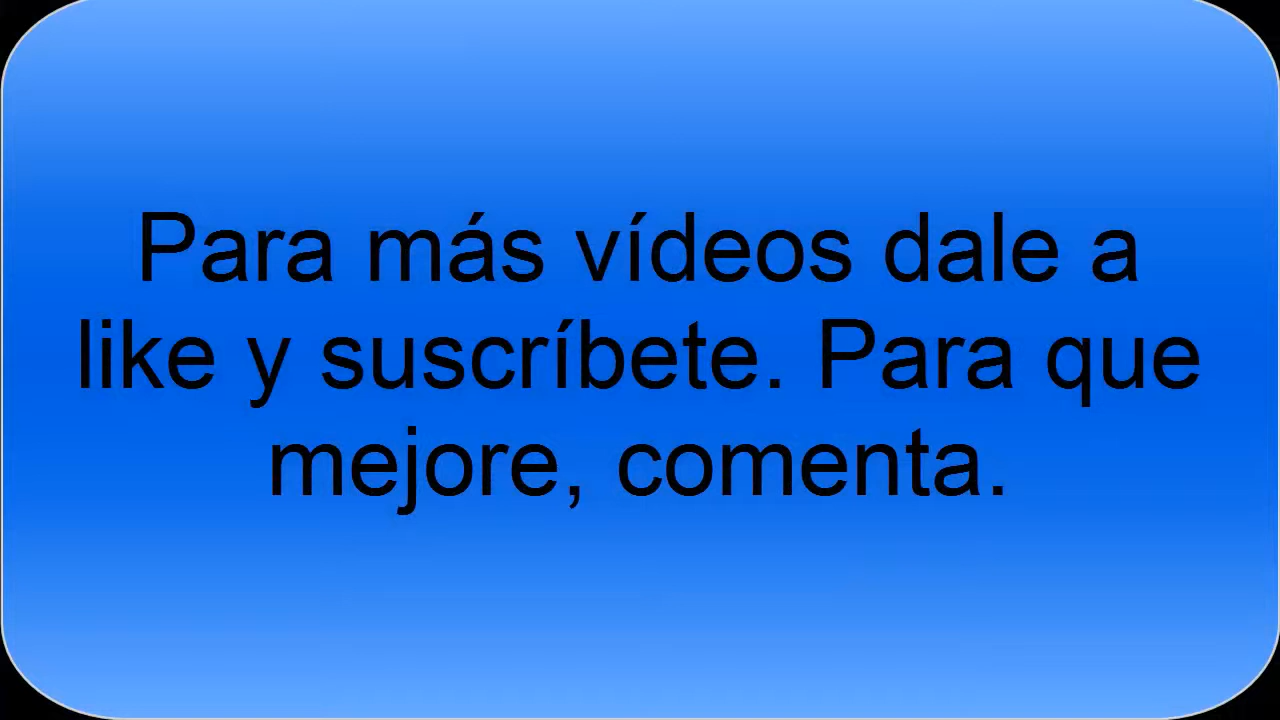 Para más vídeos dale a
like y suscríbete. Para que
mejore, comenta.